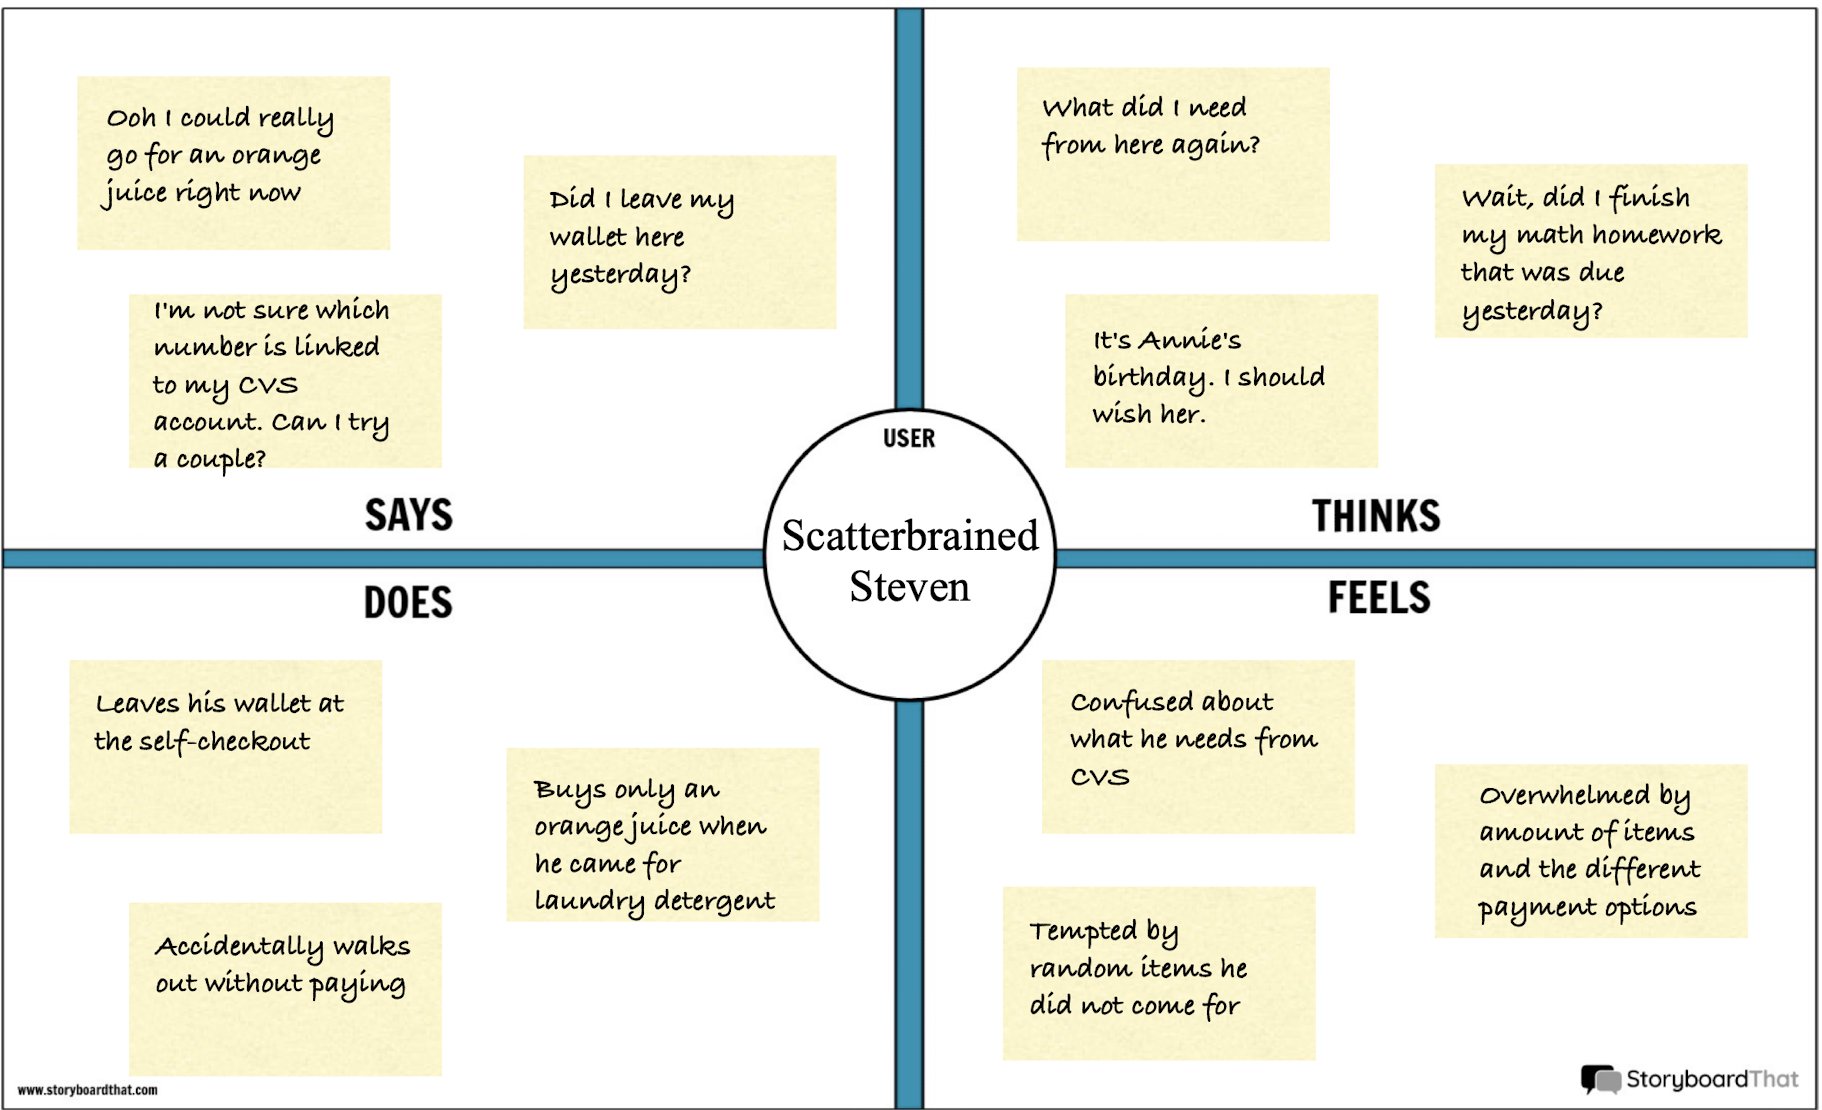 Ooh I could really
go for an orange
juice right now
Did I leave my
wallet here
yesterday?
I'm not sure which
number is linked
to my CVS
account. Can I try
a couple?
SAYS
What did I need
from here again?
Wait, did I finish
my math homework
that was due
yesterday?
It's Annie's
birthday. I should
wish her.
THINKS
USER
Scatterbrained
Steven
DOES
Leaves his wallet at
the self-checkout
Buys only an
orange juice when
he came for
laundry detergent
Accidentally walks
out without paying
FEELS
Confused about
what he needs from
CVS
Overwhelmed by
amount of items
and the different
payment options
Tempted by
random items he
did not come for
www.storyboardthat.com
StoryboardThat